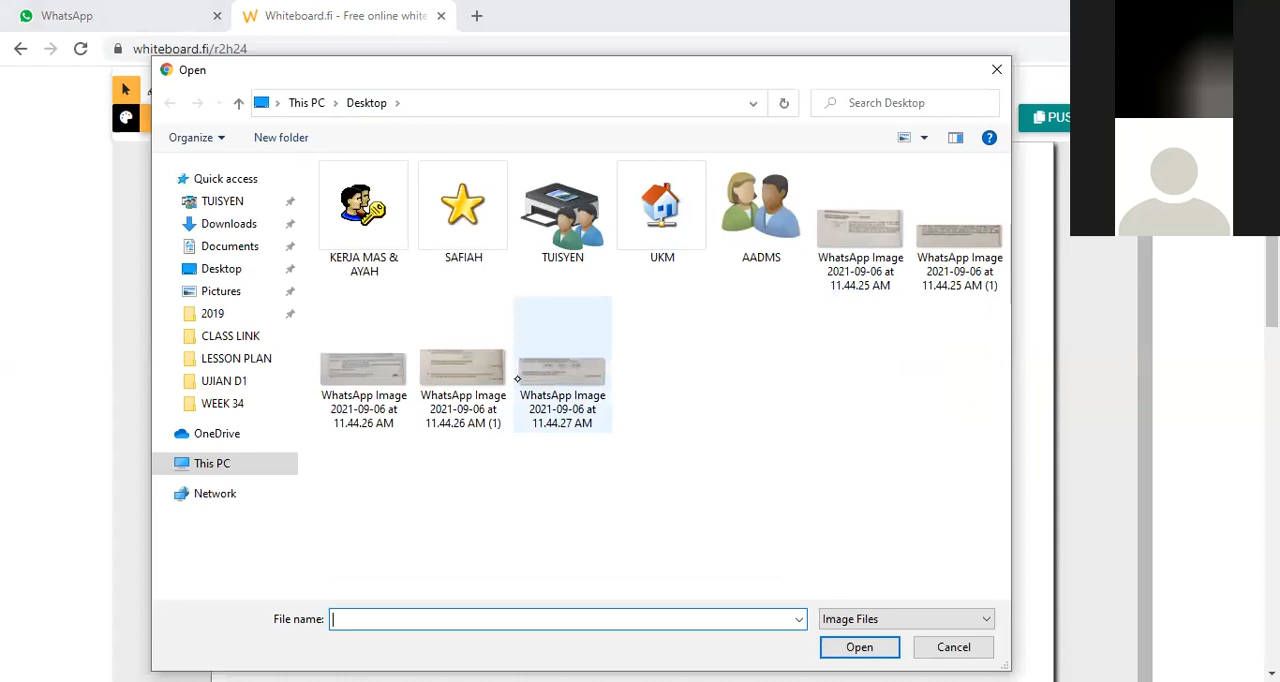 WhatsApp
Whiteboard.fi - Free online white
whiteboard.fi/r2h24
Open
This PC
Desktop
Search Desktop
PUS
Organize
New folder
Quick access
TUISYEN
Downloads
Documents
Desktop
Pictures
2019
CLASS LINK
LESSON PLAN
UJIAN D1
WEEK 34
OneDrive
This PC
Network
KERJA MAS &
AYAH
SAFIAH
TUISYEN
UKM
AADMS
WhatsApp Image
2021-09-06 at
11.44.25 AM
WhatsApp Image
2021-09-06 at
11.44.25 AM (1)
WhatsApp Image
2021-09-06 at
11.44.26 AM
WhatsApp Image
2021-09-06 at
11.44.26 AM (1)
WhatsApp Image
2021-09-06 at
11.44.27 AM
File name:
Image Files
Open
Cancel